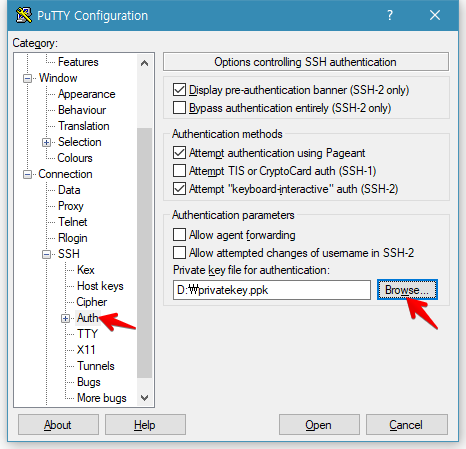 PuTTY Configuration
?
Category:
Features
Window
Appearance
Behaviour
Translation
Selection
Colours
Connection
Data
Proxy
Telnet
Rlogin
SSH
Kex
Host keys
Cipher
Auth
TTY
X11
Tunnels
Bugs
More bugs
Options controlling SSH authentication
Display pre-authentication banner (SSH-2 only)
Bypass authentication entirely (SSH-2 only)
Authentication methods
Attempt authentication using Pageant
Attempt TIS or CryptoCard auth (SSH-1)
Attempt "keyboard-interactive" auth (SSH-2)
Authentication parameters
Allow agent forwarding
Allow attempted changes of username in SSH-2
Private key file for authentication:
D:₩privatekey.ppk
Browse...
About
Help
Open
Cancel